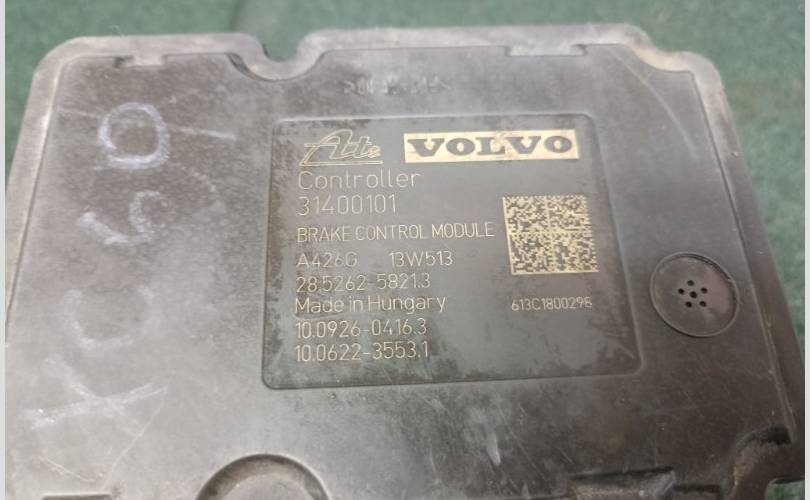 Ate VOLVO
Controller
31400101
BRAKE CONTROL MODULE
A426G 13W513
28.5262-5821.3
Made in Hungary 613C1800298
10.0926-0416.3
10.0622-3553.1
XC60